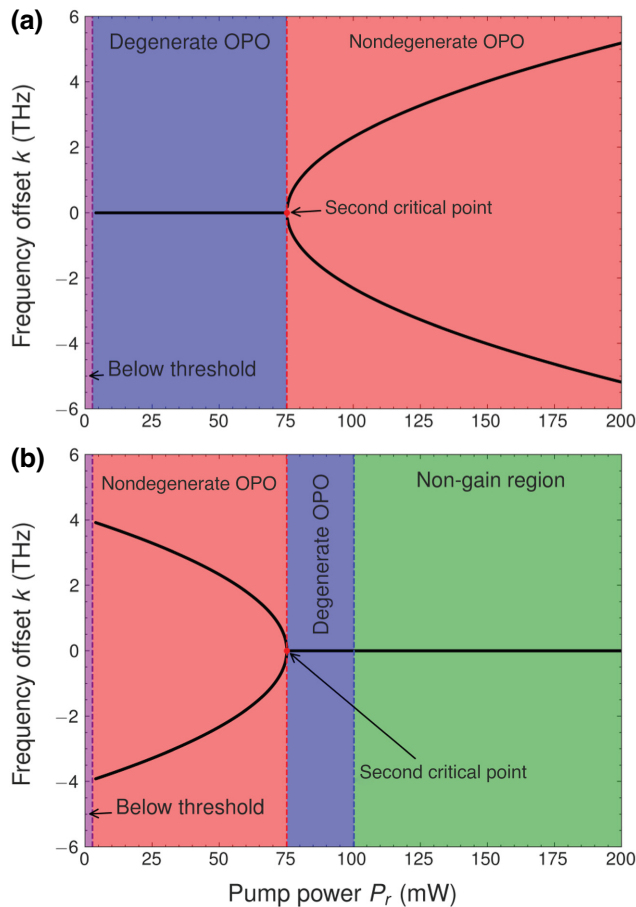 (a)
Degenerate OPO
Nondegenerate OPO
6
4
2
0
−2
−4
−6
Frequency offset k (THz)
Second critical point
Below threshold
0 25 50 75 100 125 150 175 200
(b)
Nondegenerate OPO
Degenerate OPO
Non-gain region
6
4
2
0
−2
−4
−6
Frequency offset k (THz)
Second critical point
Below threshold
0 25 50 75 100 125 150 175 200
Pump power Pr (mW)